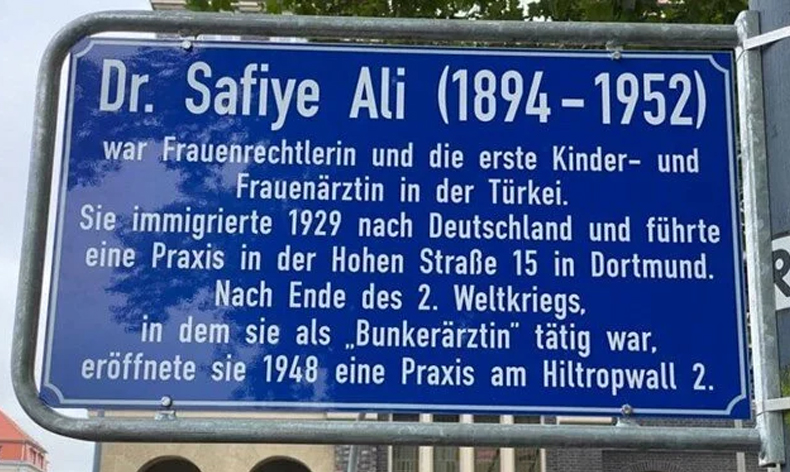 Dr. Safiye Ali (1894 – 1952)
war Frauenrechtlerin und die erste Kinder- und
Frauenärztin in der Türkei.
Sie immigrierte 1929 nach Deutschland und führte
eine Praxis in der Hohen Straße 15 in Dortmund.
Nach Ende des 2. Weltkriegs,
in dem sie als „Bunkerärztin" tätig war,
eröffnete sie 1948 eine Praxis am Hiltropwall 2.